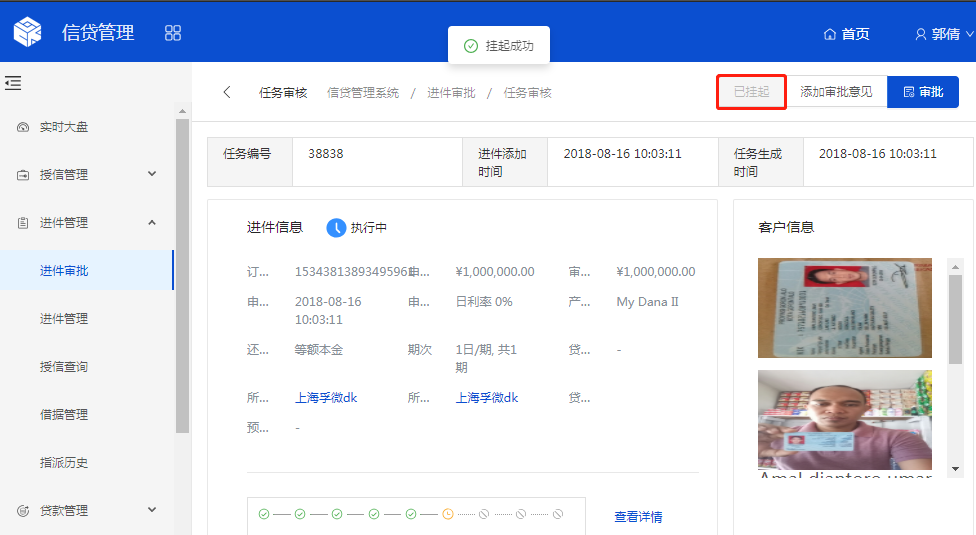 信贷管理
挂起成功
首页
郭倩
任务审核
信贷管理系统 / 进件审批 / 任务审核
已挂起
添加审批意见
审批
实时大盘
授信管理
进件管理
进件审批
进件管理
授信查询
借据管理
指派历史
贷款管理
任务编号
38838
进件添加
时间
2018-08-16 10:03:11
任务生成
时间
2018-08-16 10:03:11
进件信息
执行中
订...
申...
¥1,000,000.00
审...
¥1,000,000.00
申...
2018-08-16
10:03:11
申...
日利率 0%
产...
My Dana II
还...
等额本金
期次
1日/期, 共1
期
贷...
-
所...
上海孚微dk
所...
上海孚微dk
贷...
预...
-
查看详情
客户信息